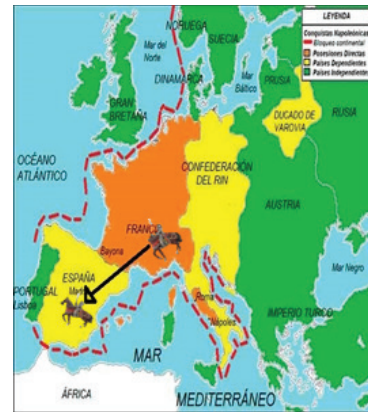 LEYENDA
Conquistas Napoleónicas
Bloqueo continental
Posesiones Directas
Países Dependientes
Países Independientes
NORUEGA
SUECIA
Mar del
Norte
DINAMARCA
Mar
Báltico
PRUSIA
RUSIA
GRAN
BRETAÑA
DUCADO DE
VAROVIA
OCÉANO
ATLÁNTICO
CONFEDERACIÓN
DEL RIN
AUSTRIA
FRANC
Bayona
Mar Negro
ESPAÑA
PORTUGAL
Lisboa
Roma
Nápoles
IMPERIO TURCO
MAR
MEDITERRÁNEO
ÁFRICA